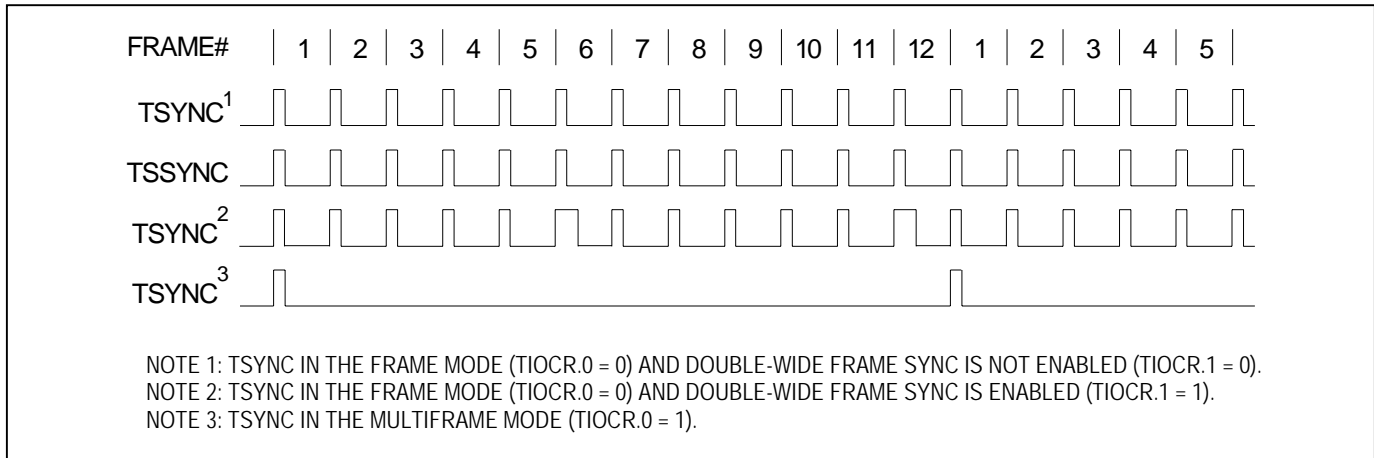 FRAME# 1 2 3 4 5 6 7 8 9 10 11 12 1 2 3 4 5
TSYNC1
TSSYNC
TSYNC2
TSYNC3
NOTE 1: TSYNC IN THE FRAME MODE (TIOCR.0 = 0) AND DOUBLE-WIDE FRAME SYNC IS NOT ENABLED (TIOCR.1 = 0).
NOTE 2: TSYNC IN THE FRAME MODE (TIOCR.0 = 0) AND DOUBLE-WIDE FRAME SYNC IS ENABLED (TIOCR.1 = 1).
NOTE 3: TSYNC IN THE MULTIFRAME MODE (TIOCR.0 = 1).